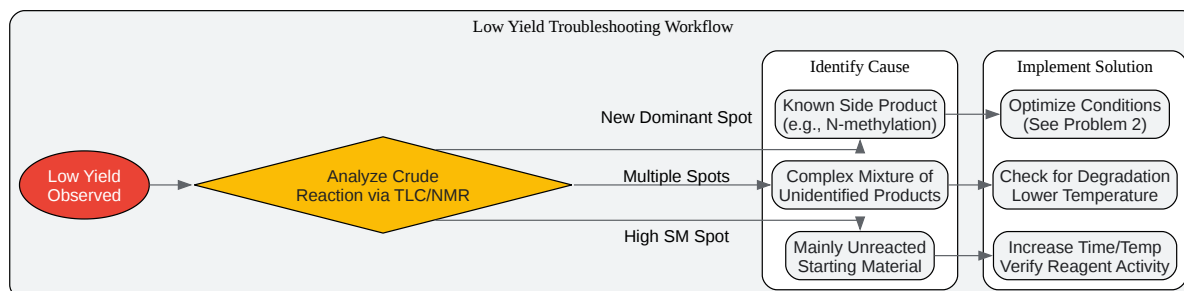 Low Yield Troubleshooting Workflow
Identify Cause
Implement Solution
Low Yield
Observed
Analyze Crude
Reaction via TLC/NMR
New Dominant Spot
Known Side Product
(e.g., N-methylation)
Optimize Conditions
(See Problem 2)
Multiple Spots
Complex Mixture of
Unidentified Products
Check for Degradation
Lower Temperature
High SM Spot
Mainly Unreacted
Starting Material
Increase Time/Temp
Verify Reagent Activity